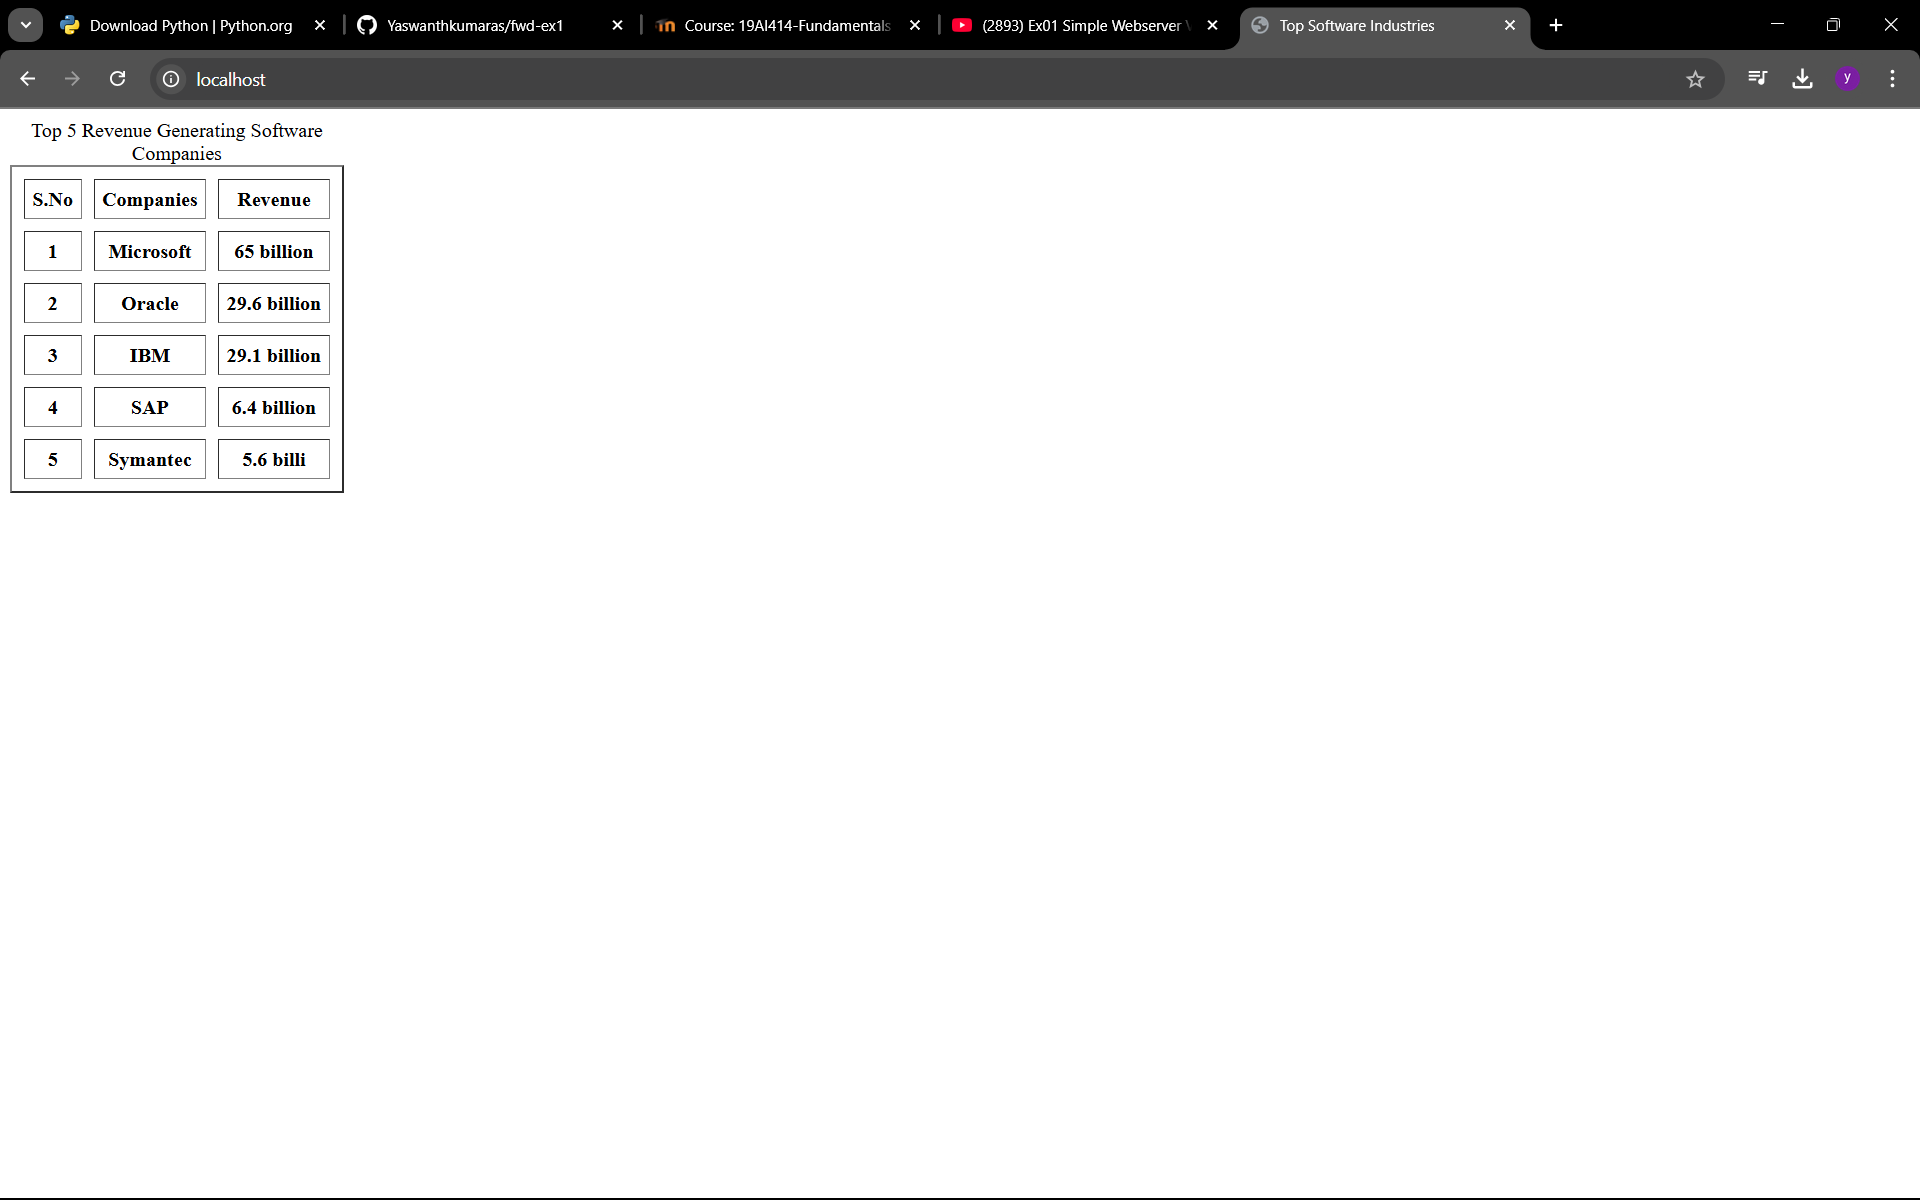 Download Python | Python.org
Yaswanthkumaras/fwd-ex1
Course: 19AI414-Fundamentals
(2893) Ex01 Simple Webserver
Top Software Industries
localhost
y
Top 5 Revenue Generating Software
Companies
S.No Companies Revenue
1 Microsoft 65 billion
2 Oracle 29.6 billion
3 IBM 29.1 billion
4 SAP 6.4 billion
5 Symantec 5.6 billi